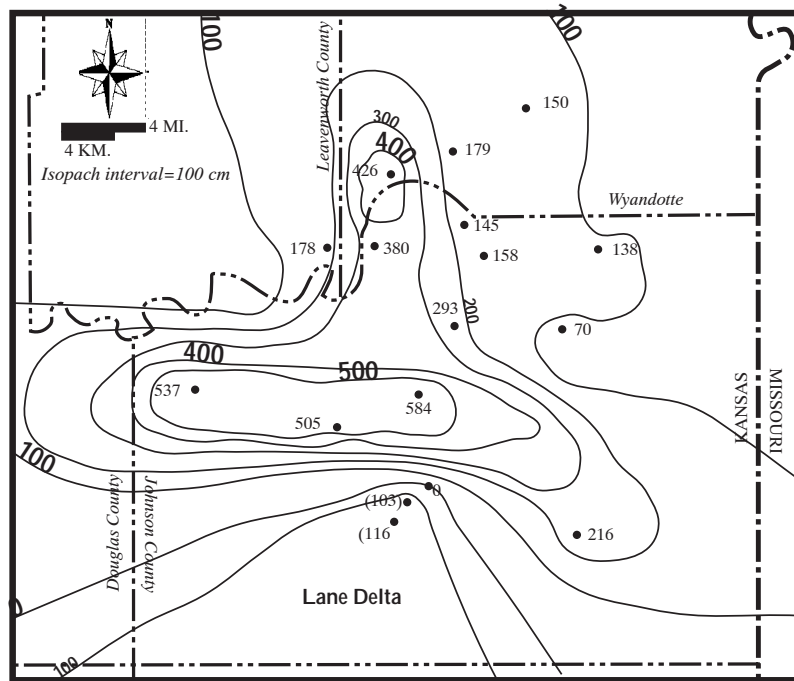 N
100
100
4 MI.
4 KM.
Isopach interval=100 cm
Leavenworth County
300
400
426
150
179
Wyandotte
145
178
380
158
138
293
200
70
400
500
537
584
505
KANSAS
MISSOURI
100
Douglas County
Johnson County
0
(103)
(116
216
Lane Delta
0
100